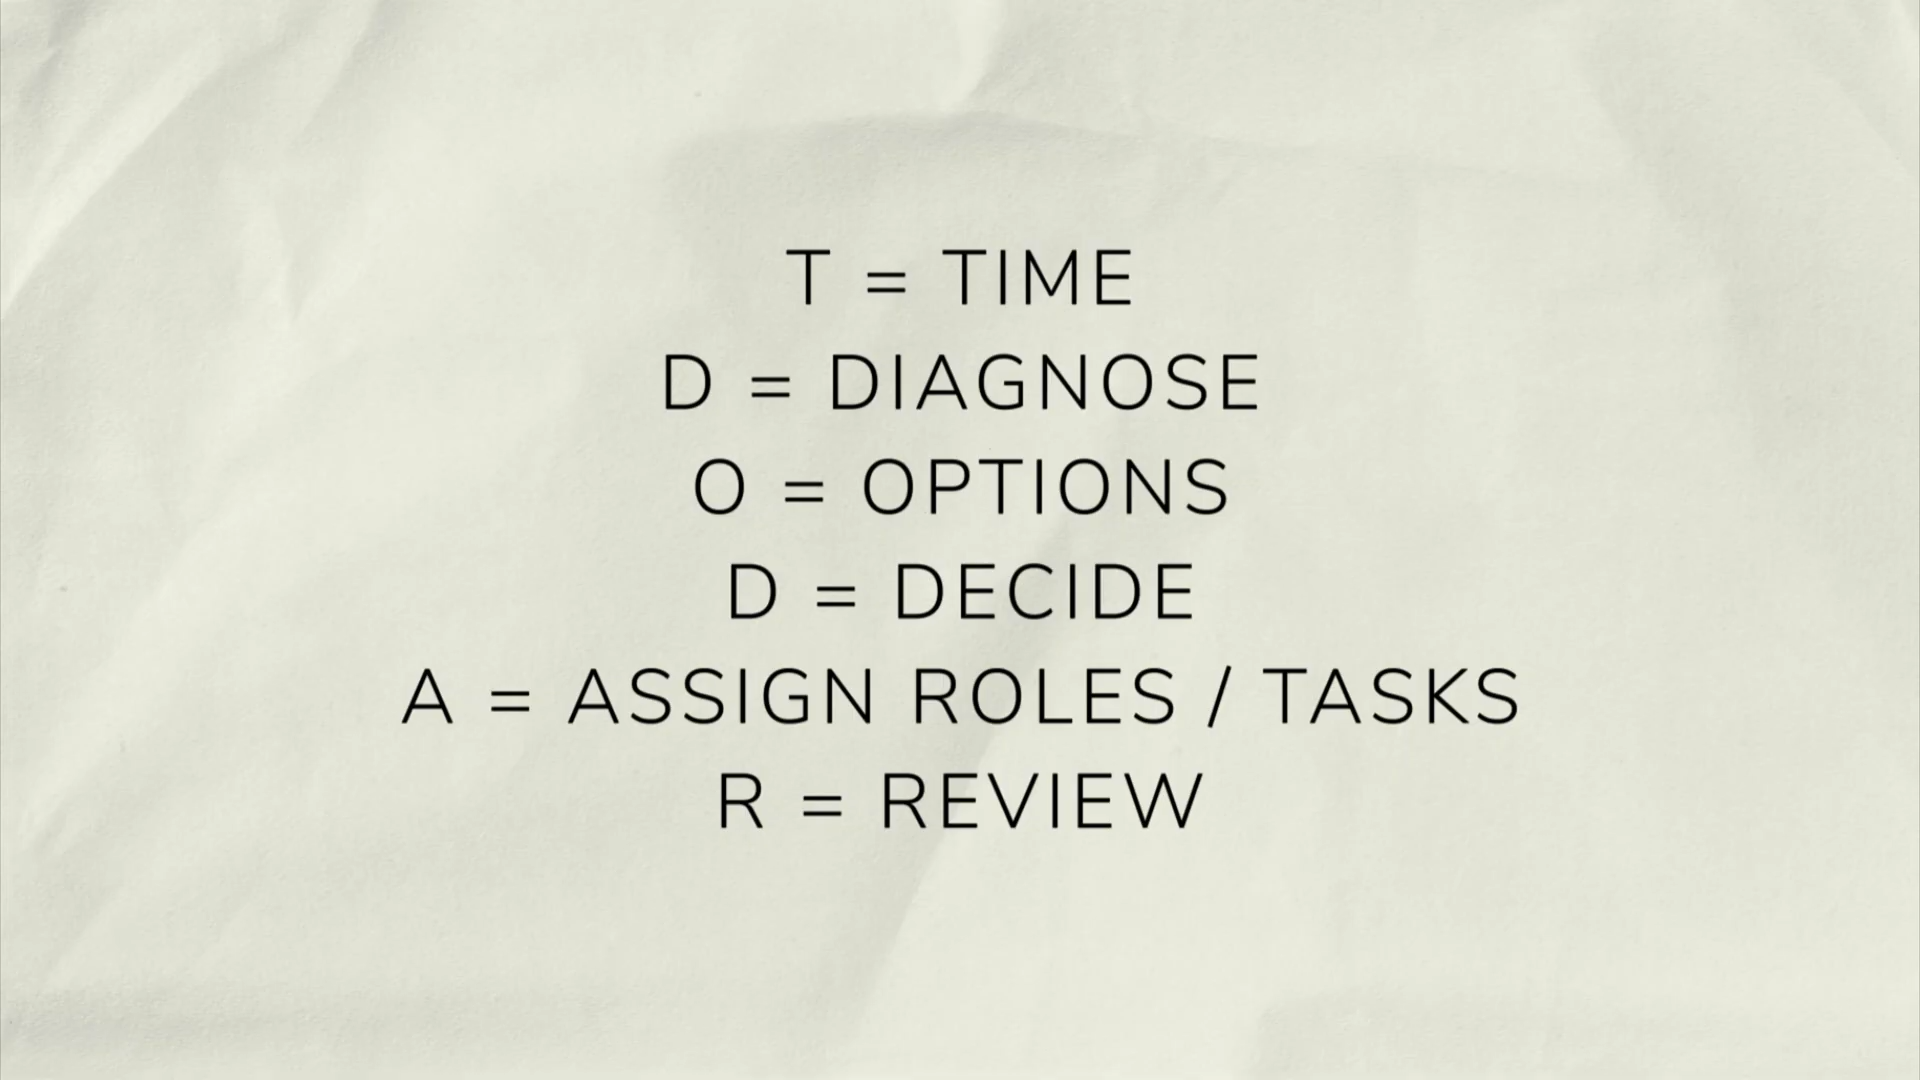 T = TIME
D = DIAGNOSE
O = OPTIONS
D = DECIDE
A = ASSIGN ROLES / TASKS
R = REVIEW